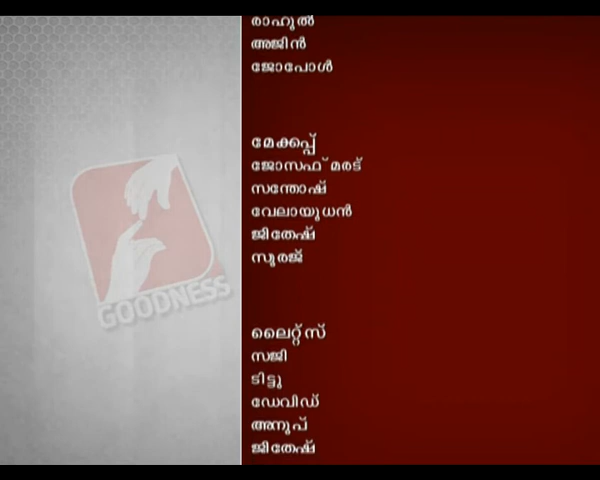 രാഹുൽ
അജിൻ
ജോപോൾ
മേക്കപ്പ്
ജോസഫ് മരട്
സന്തോഷ്
വേലായുധൻ
ജിതേഷ്
സൂരജ്
GOODNESS
ലൈറ്റ്സ്
സജി
ടിട്ടു
ഡേവിഡ്
അനൂപ്
ജിതേഷ്